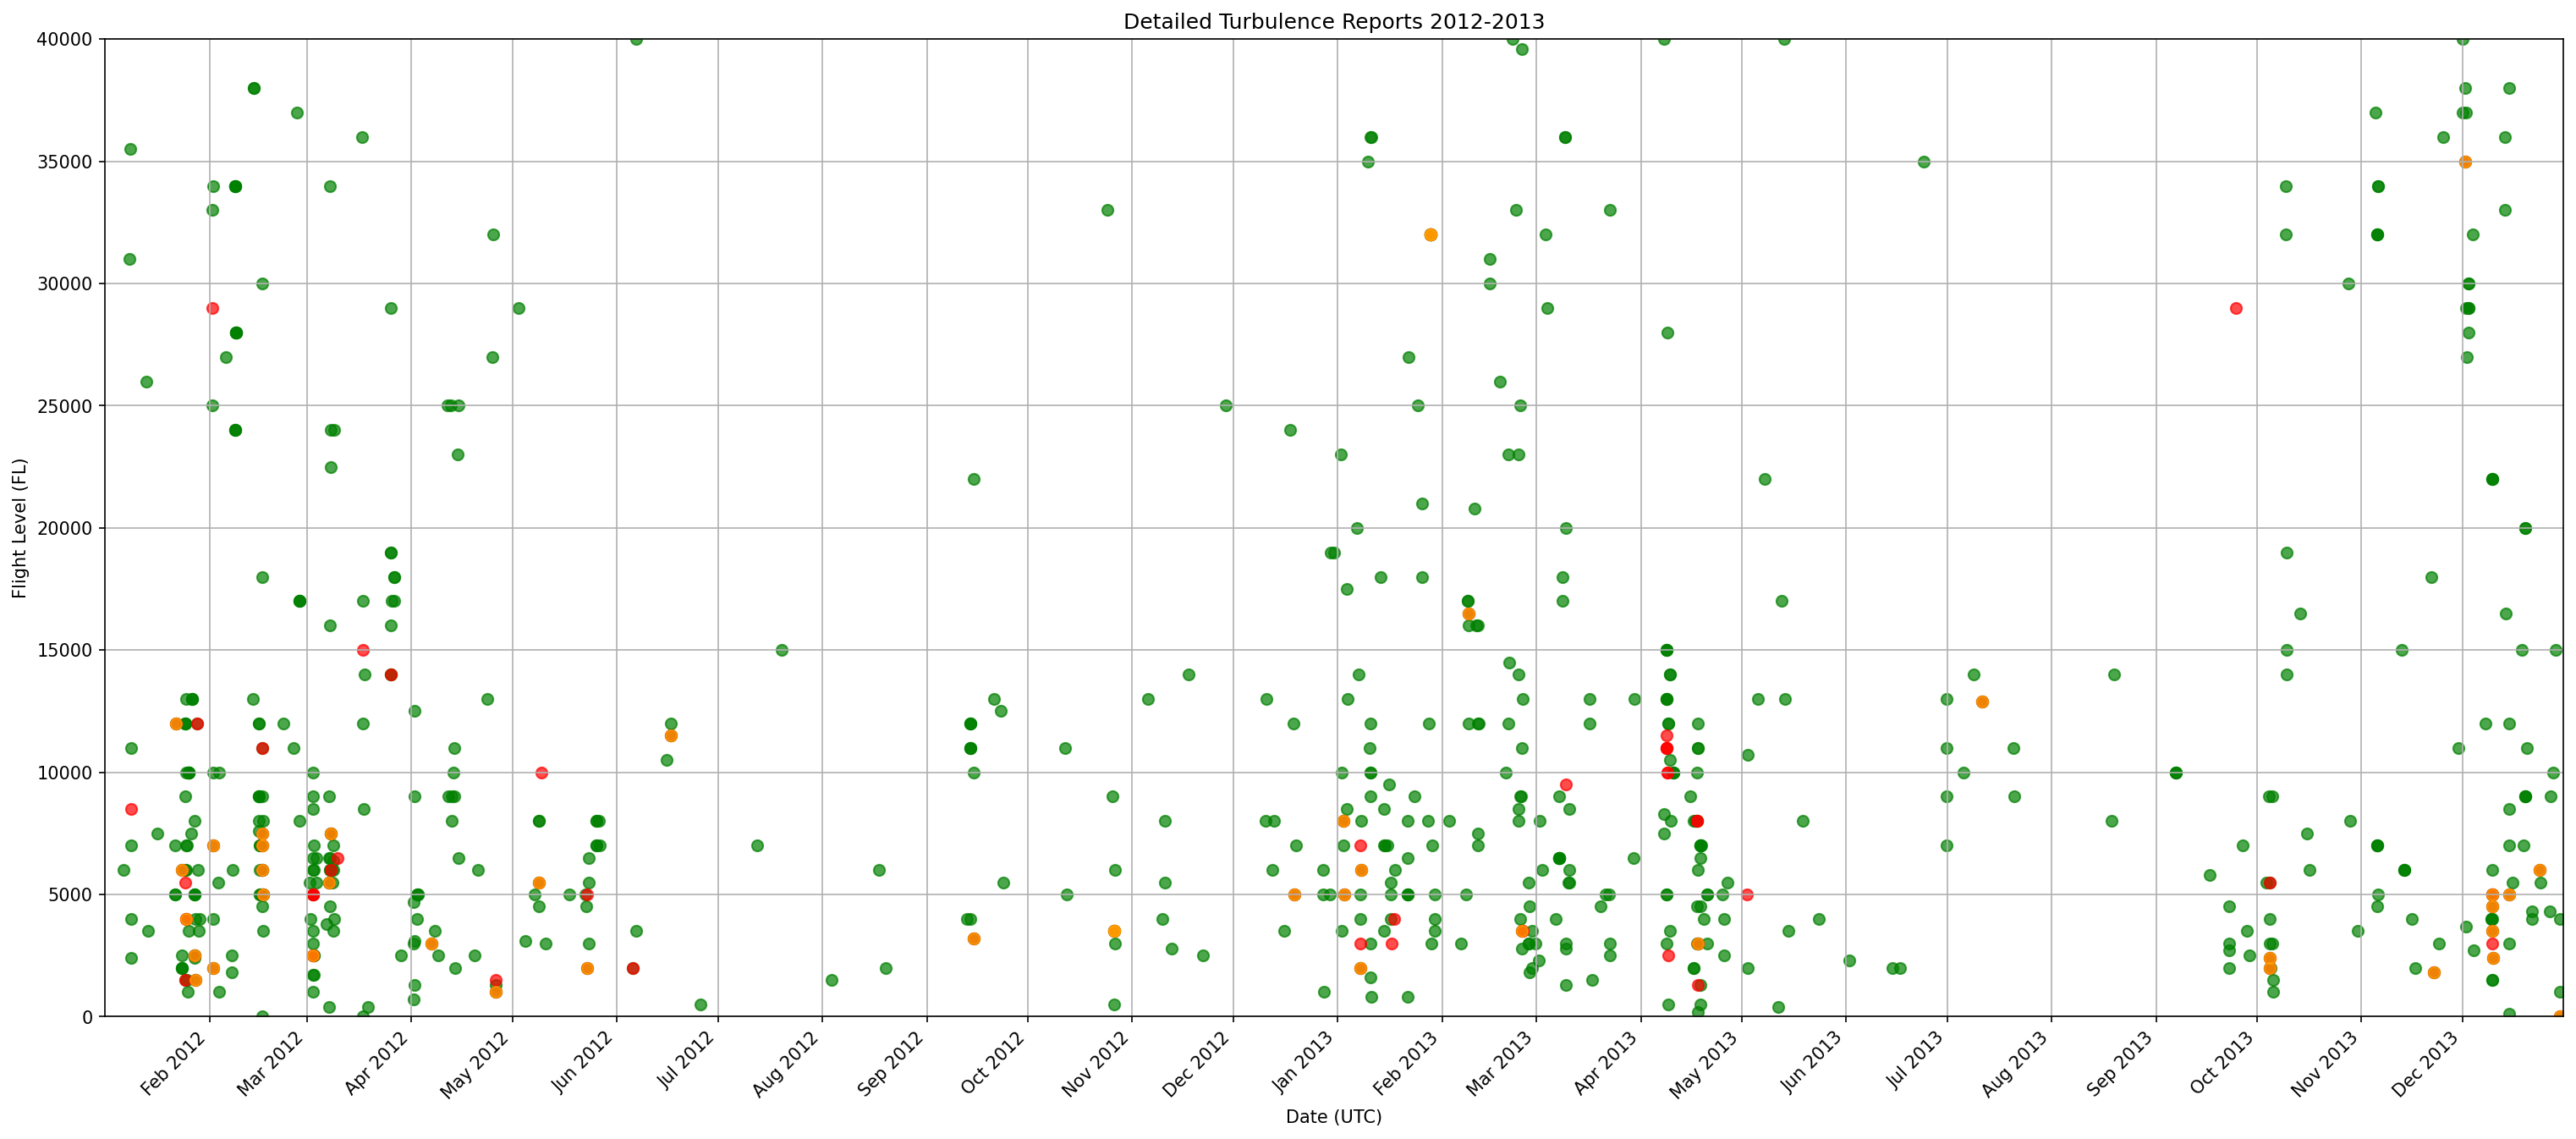 Detailed Turbulence Reports 2012-2013
40000
35000
30000
25000
20000
15000
10000
5000
0
Flight Level (FL)
Feb 2012
Mar 2012
Apr 2012
May 2012
Jun 2012
Jul 2012
Aug 2012
Sep 2012
Oct 2012
Nov 2012
Dec 2012
Jan 2013
Feb 2013
Mar 2013
Apr 2013
May 2013
Jun 2013
Jul 2013
Aug 2013
Sep 2013
Oct 2013
Nov 2013
Dec 2013
Date (UTC)